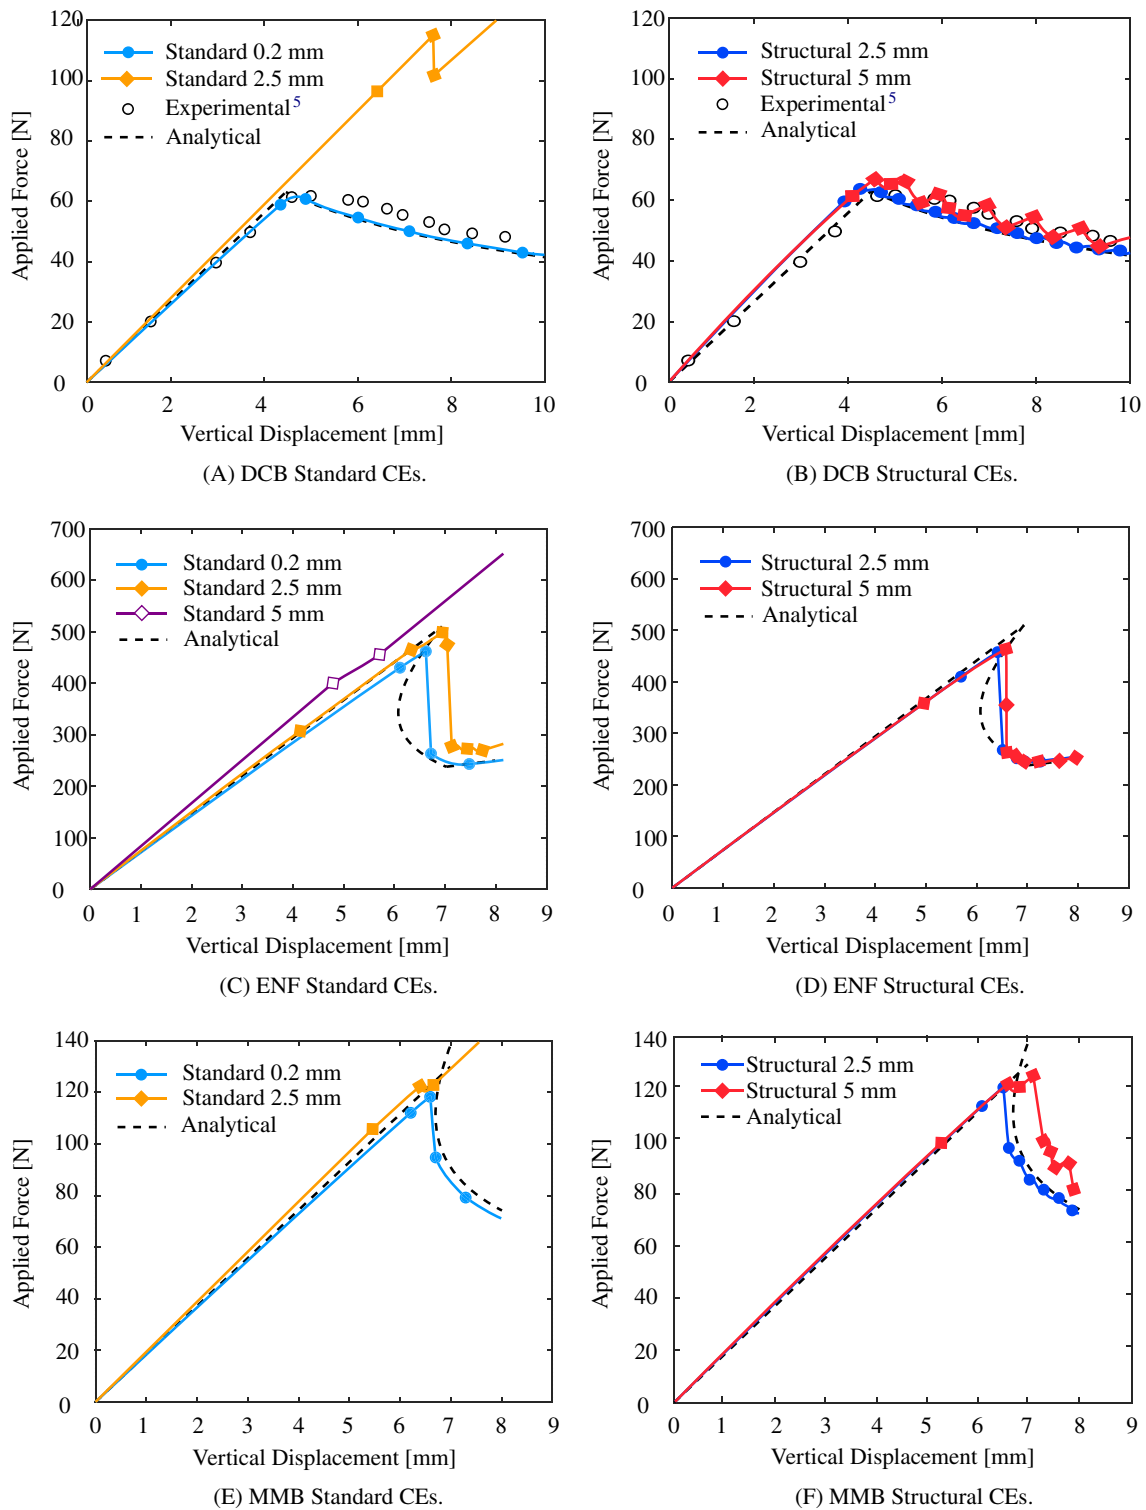 120
100
80
60
40
20
0
Applied Force [N]
Standard 0.2 mm
Standard 2.5 mm
Experimental5
Analytical
0 2 4 6 8 10
Vertical Displacement [mm]
(A) DCB Standard CEs.
120
100
80
60
40
20
0
Applied Force [N]
Structural 2.5 mm
Structural 5 mm
Experimental5
Analytical
0 2 4 6 8 10
Vertical Displacement [mm]
(B) DCB Structural CEs.
700
600
500
400
300
200
100
0
Applied Force [N]
Standard 0.2 mm
Standard 2.5 mm
Standard 5 mm
Analytical
0 1 2 3 4 5 6 7 8 9
Vertical Displacement [mm]
(C) ENF Standard CEs.
700
600
500
400
300
200
100
0
Applied Force [N]
Structural 2.5 mm
Structural 5 mm
Analytical
0 1 2 3 4 5 6 7 8 9
Vertical Displacement [mm]
(D) ENF Structural CEs.
140
120
100
80
60
40
20
0
Applied Force [N]
Standard 0.2 mm
Standard 2.5 mm
Analytical
0 1 2 3 4 5 6 7 8 9
Vertical Displacement [mm]
(E) MMB Standard CEs.
140
120
100
80
60
40
20
0
Applied Force [N]
Structural 2.5 mm
Structural 5 mm
Analytical
0 1 2 3 4 5 6 7 8 9
Vertical Displacement [mm]
(F) MMB Structural CEs.